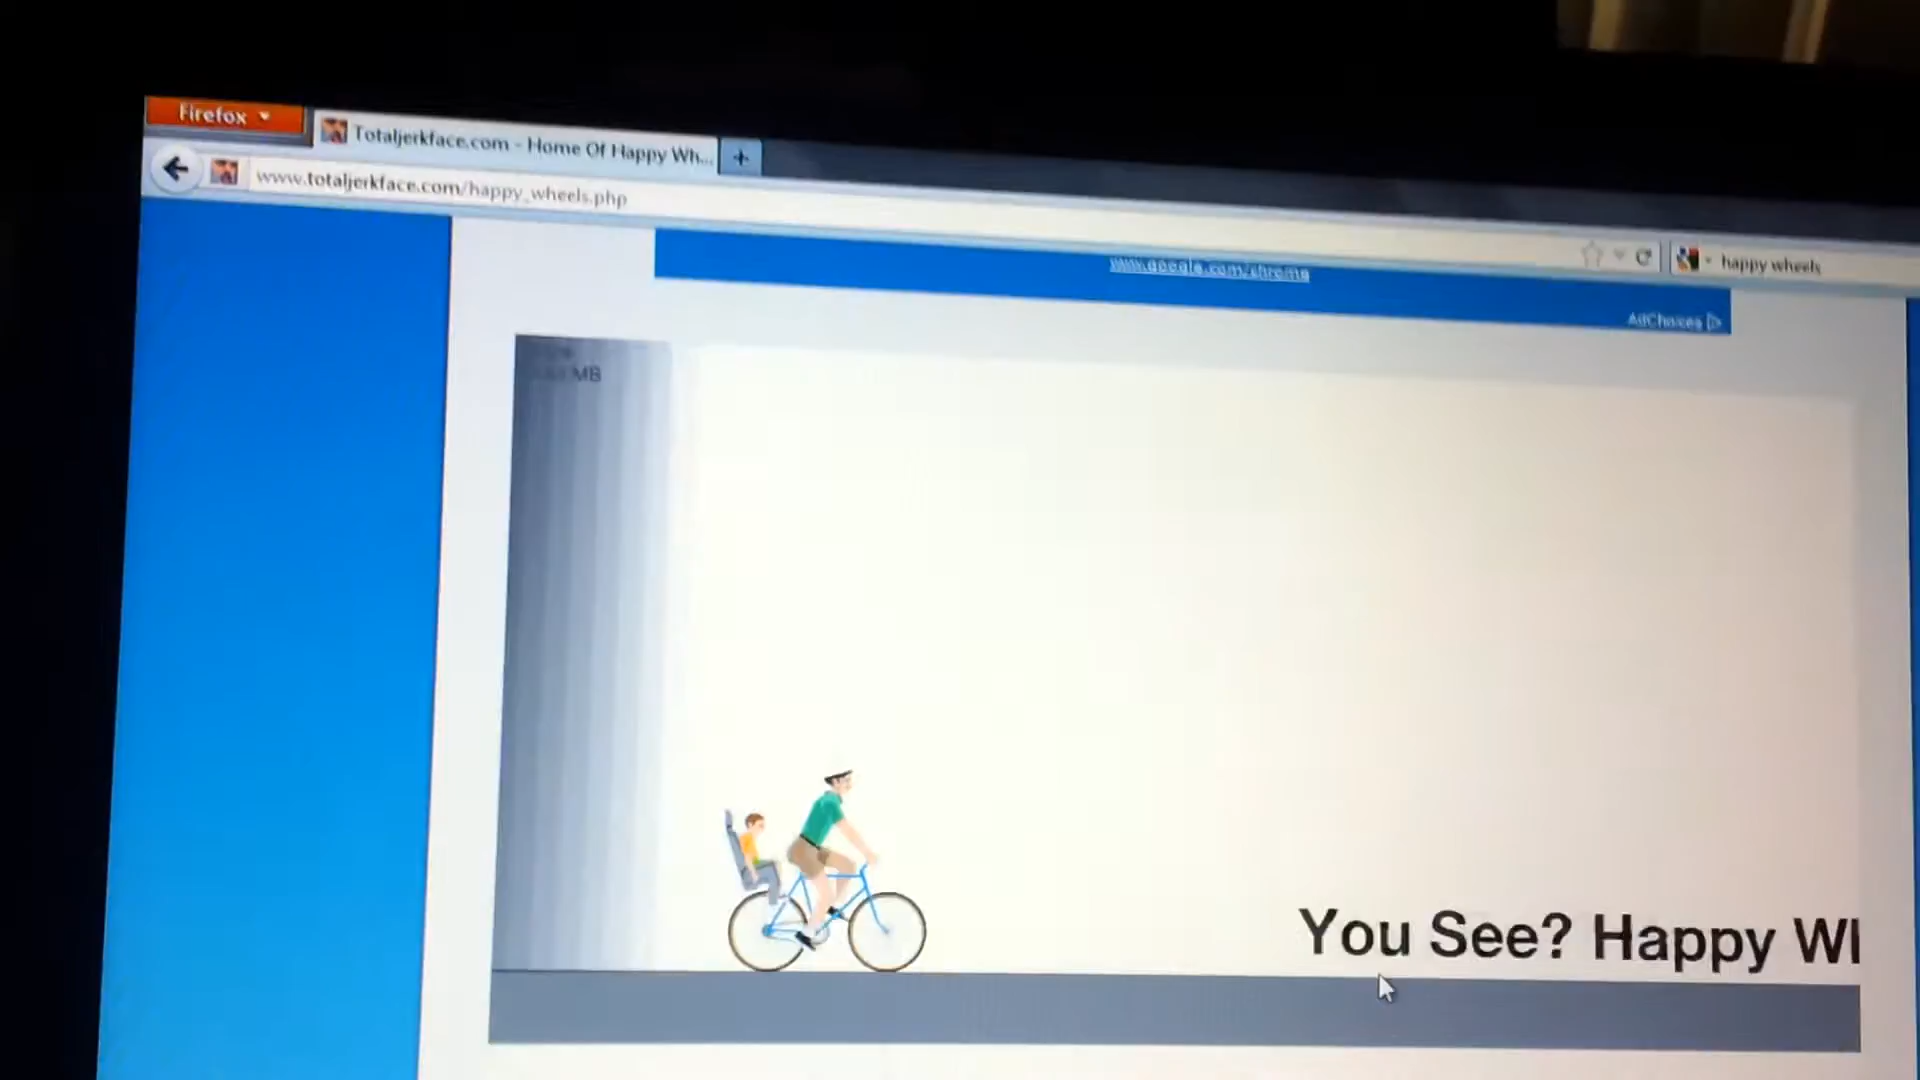 Firefox
Totaljerkface.com - Home Of Happy Wh...
www.totaljerkface.com/happy_wheels.php
happy wheels
www.google.com/chrome
AdChoices
MB
You See? Happy Wl